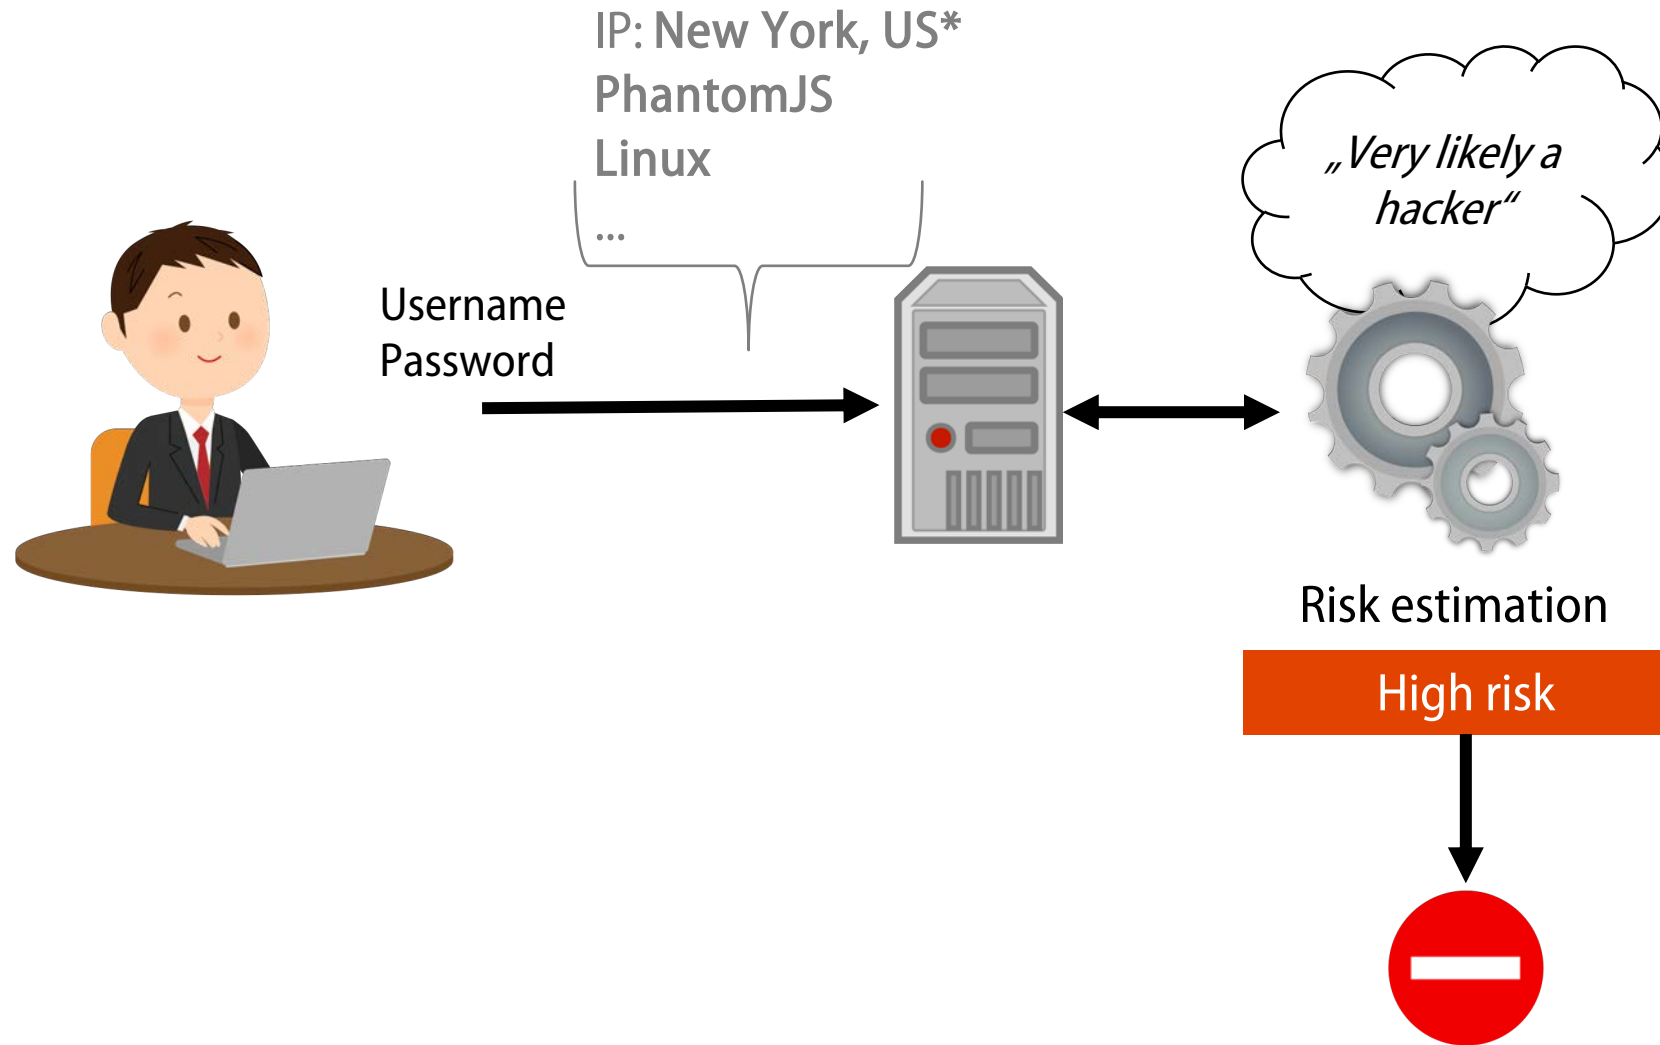 IP: New York, US*
PhantomJS
Linux
...
Username
Password
„Very likely a
hacker“
Risk estimation
High risk